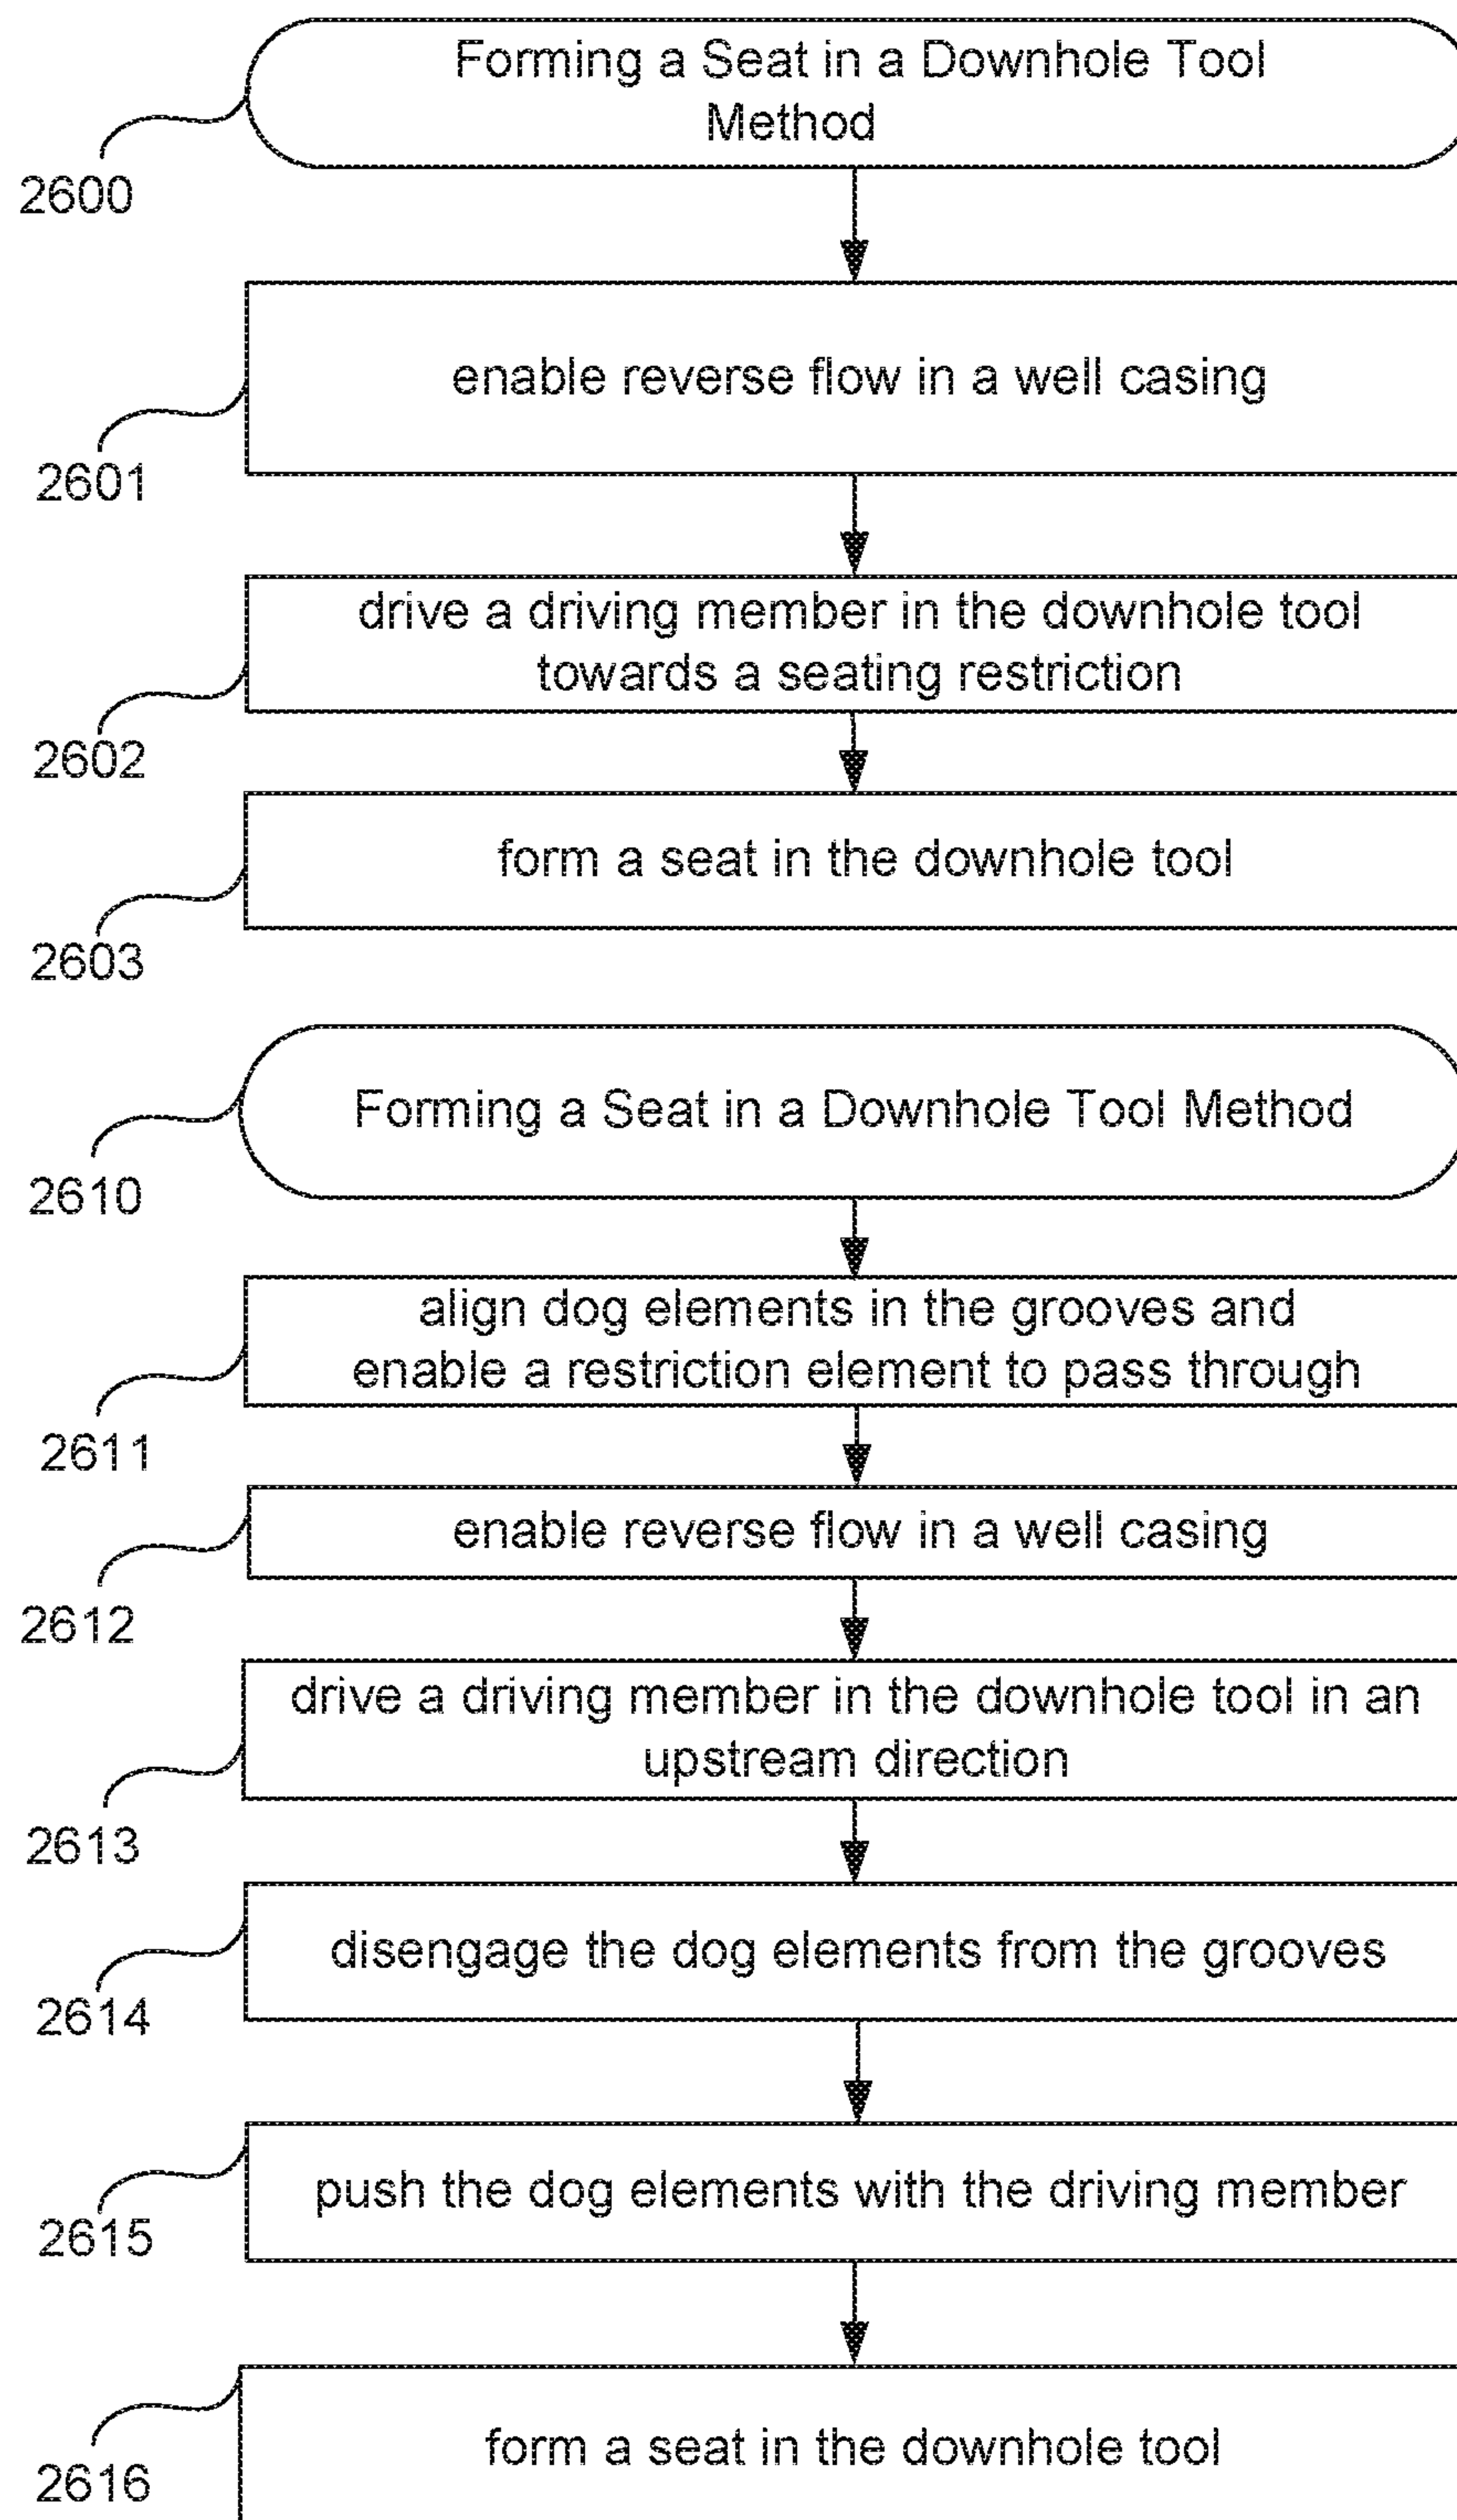 Forming a Seat in a Downhole Tool
Method
2600
enable reverse flow in a well casing
2601
drive a driving member in the downhole tool
towards a seating restriction
2602
form a seat in the downhole tool
2603
Forming a Seat in a Downhole Tool Method
2610
align dog elements in the grooves and
enable a restriction element to pass through
2611
enable reverse flow in a well casing
2612
drive a driving member in the downhole tool in an
upstream direction
2613
disengage the dog elements from the grooves
2614
push the dog elements with the driving member
2615
form a seat in the downhole tool
2616